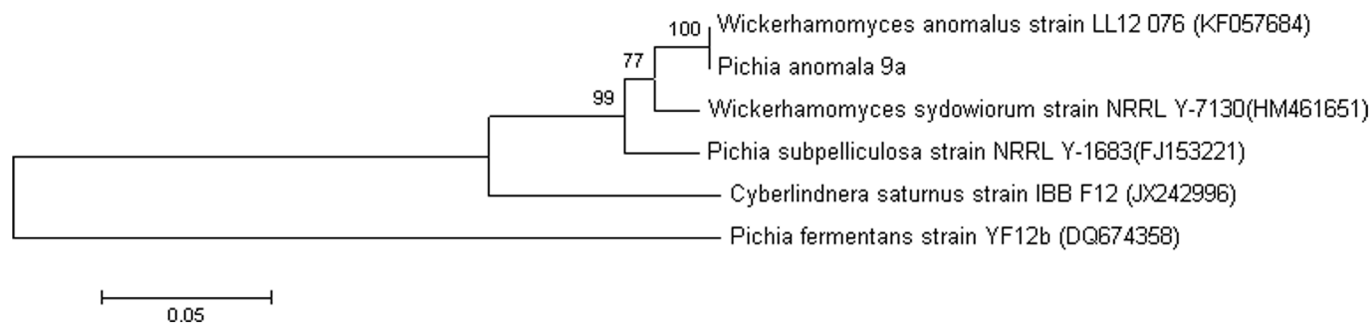 100
Wickerhamomyces anomalus strain LL12 076 (KF057684)
77
Pichia anomala 9a
99
Wickerhamomyces sydowiorum strain NRRL Y-7130(HM461651)
Pichia subpelliculosa strain NRRL Y-1683(FJ153221)
Cyberlindnera saturnus strain IBB F12 (JX242996)
Pichia fermentans strain YF12b (DQ674358)
0.05